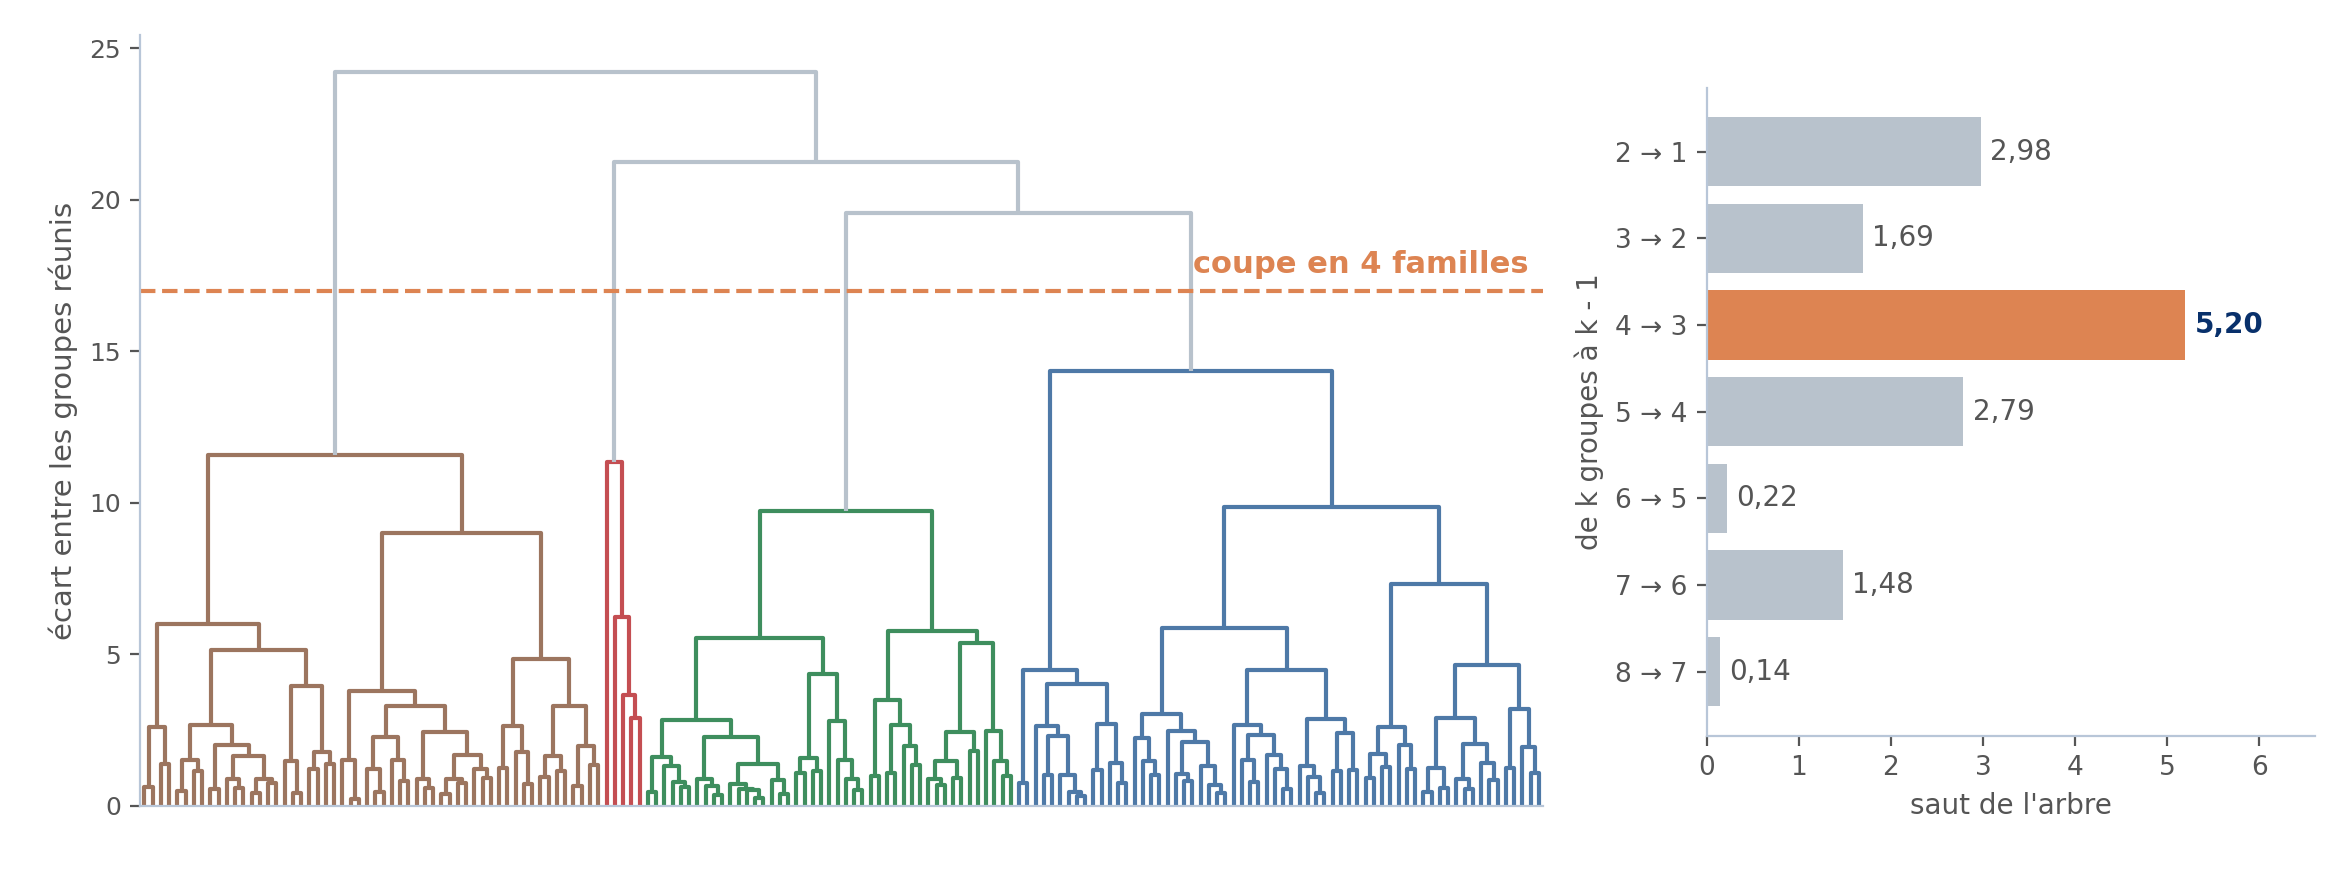 25
20
15
10
5
0
écart entre les groupes réunis
coupe en 4 familles
de k groupes à k - 1
2 → 1
2,98
3 → 2
1,69
4 → 3
5,20
5 → 4
2,79
6 → 5
0,22
7 → 6
1,48
8 → 7
0,14
0 1 2 3 4 5 6
saut de l'arbre